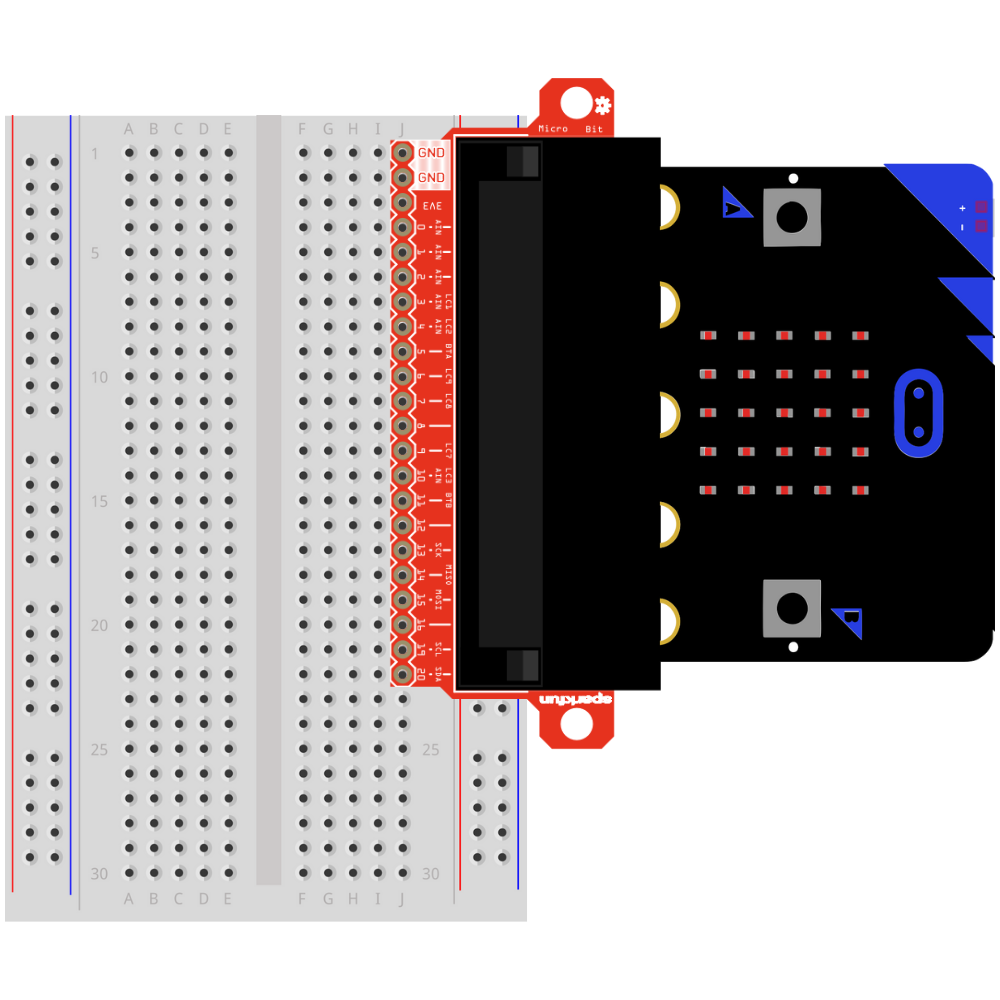 Micro Bit
A B C D E F G H I J
1
GND
GND
3V3
0 AIN
5
1 AIN
2 AIN
3 AIN LC1
4 AIN LC2
5 BTA
10
6 LC4
7 LC8
8
9 LC7
10 AIN LC3
15
11 BTB
12
13 SCK
14 MISO
15 MOSI
20
16
19 SCL
20 SDA
sparkfun
25 25
30 30
A B C D E F G H I J
A
+
-
B